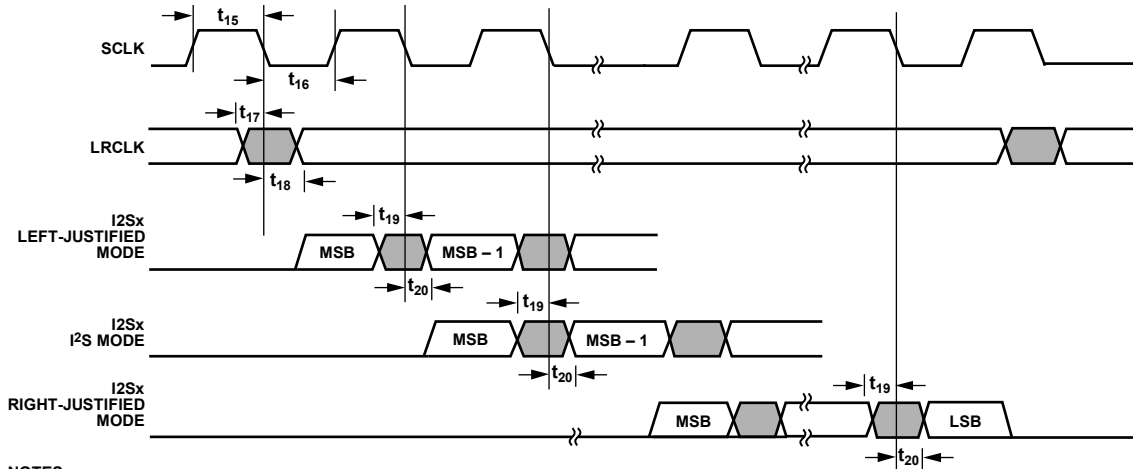 t15
SCLK
t16
t17
LRCLK
t18
I2Sx
LEFT-JUSTIFIED
MODE
t19
MSB
MSB – 1
t20
t19
I2Sx
I²S MODE
MSB
MSB – 1
t20
t19
I2Sx
RIGHT-JUSTIFIED
MODE
MSB
LSB
t20